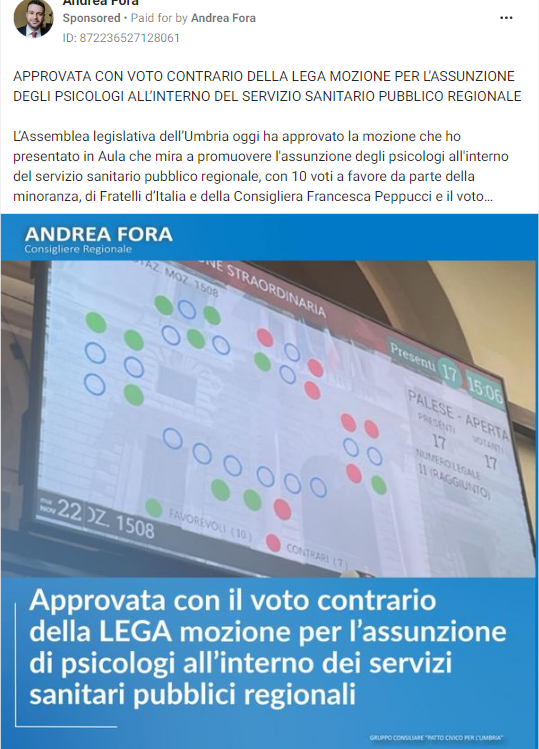 Andrea Fora
Sponsored • Paid for by Andrea Fora
ID: 872236527128061
APPROVATA CON VOTO CONTRARIO DELLA LEGA MOZIONE PER L'ASSUNZIONE
DEGLI PSICOLOGI ALL'INTERNO DEL SERVIZIO SANITARIO PUBBLICO REGIONALE
L'Assemblea legislativa dell'Umbria oggi ha approvato la mozione che ho
presentato in Aula che mira a promuovere l'assunzione degli psicologi all'interno
del servizio sanitario pubblico regionale, con 10 voti a favore da parte della
minoranza, di Fratelli d'Italia e della Consigliera Francesca Peppucci e il voto...
ANDREA FORA
Consigliere Regionale
NE STRAORDINARIA
TAZ. MOZ. 1508
Presenti 17 15:06
PALESE - APERTA
PRESENTI VOTANTI
17 17
NUMERO LEGALE
11 (RAGGIUNTO)
NOV 22 OZ. 1508
FAVOREVOLI (10)
CONTRARI (7)
Approvata con il voto contrario
della LEGA mozione per l'assunzione
di psicologi all'interno dei servizi
sanitari pubblici regionali
GRUPPO CONSILIARE "PATTO CIVICO PER L'UMBRIA"